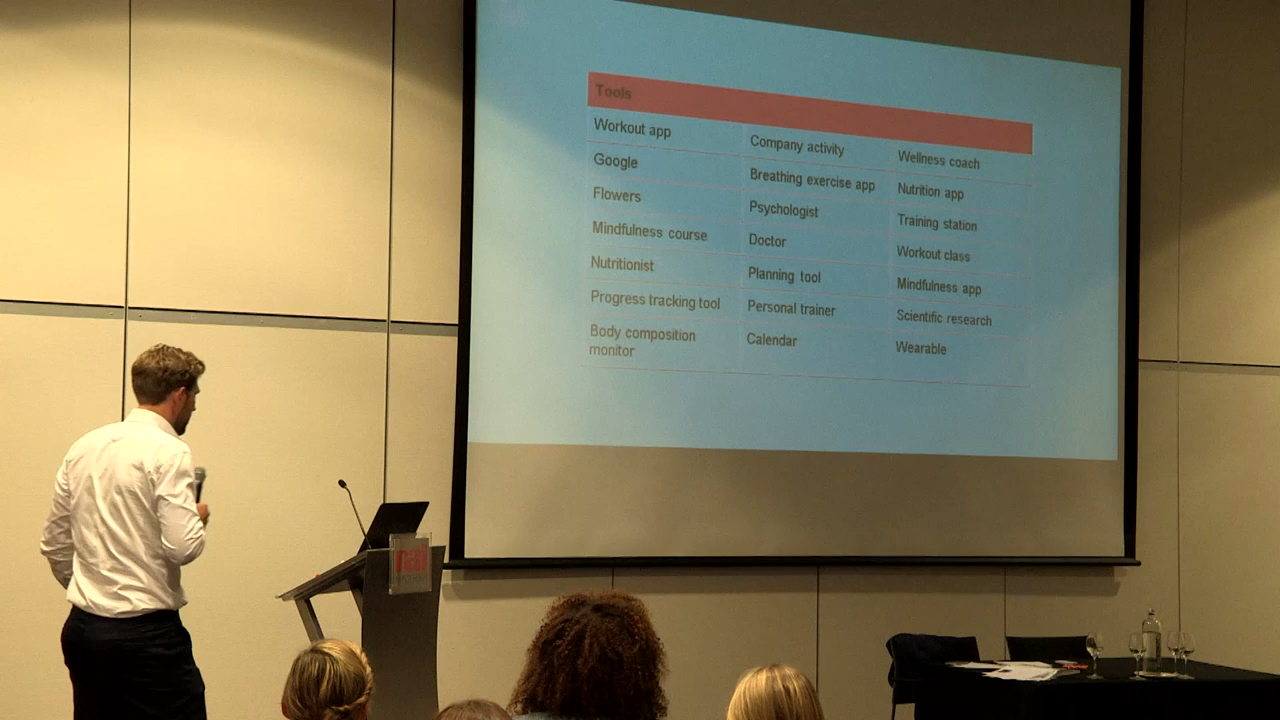 Tools
Workout app
Company activity
Wellness coach
Google
Breathing exercise app
Nutrition app
Flowers
Psychologist
Training station
Mindfulness course
Doctor
Workout class
Nutritionist
Planning tool
Mindfulness app
Progress tracking tool
Personal trainer
Scientific research
Body composition
monitor
Calendar
Wearable
rai